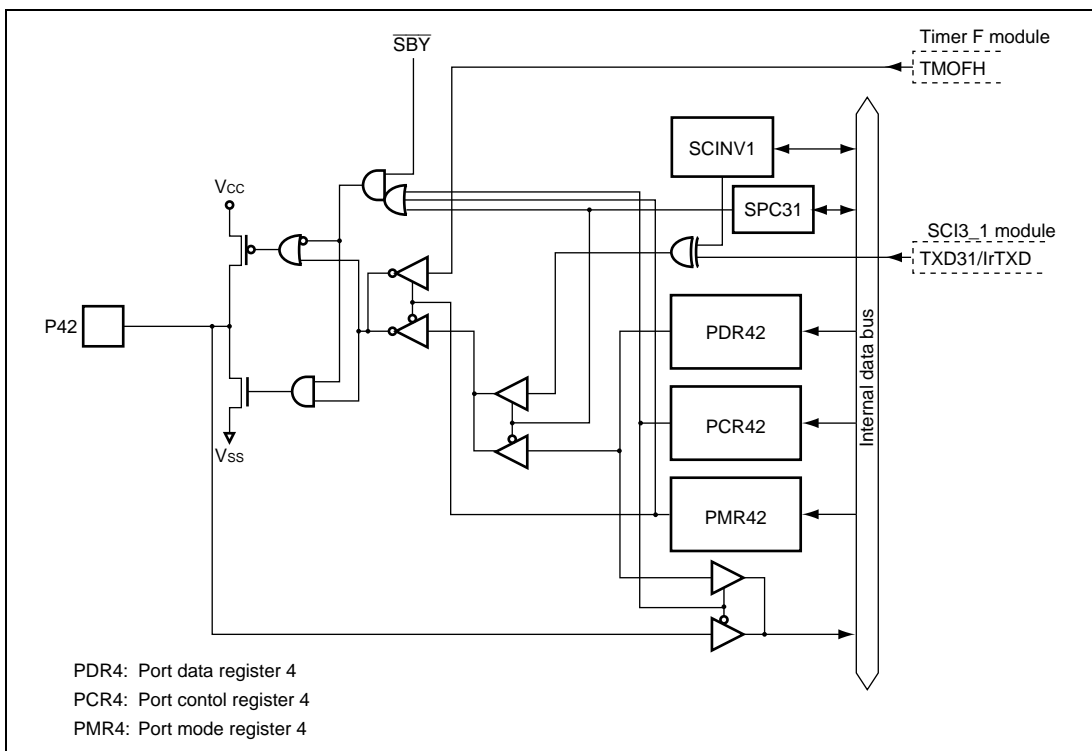 SBY
Timer F module
TMOFH
SCINV1
VCC
SPC31
SCI3_1 module
TXD31/IrTXD
P42
PDR42
Internal data bus
PCR42
VSS
PMR42
PDR4: Port data register 4
PCR4: Port contol register 4
PMR4: Port mode register 4